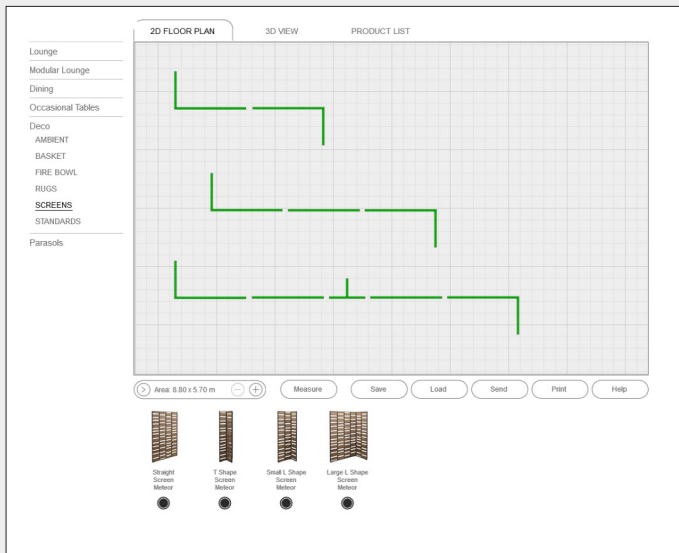 2D FLOOR PLAN
3D VIEW
PRODUCT LIST
Lounge
Modular Lounge
Dining
Occasional Tables
Deco
AMBIENT
BASKET
FIRE BOWL
RUGS
SCREENS
STANDARDS
Parasols
Area: 8.80 x 5.70 m
Measure
Save
Load
Send
Print
Help
Straight
Screen
Meteor
T Shape
Screen
Meteor
Small L Shape
Screen
Meteor
Large L Shape
Screen
Meteor